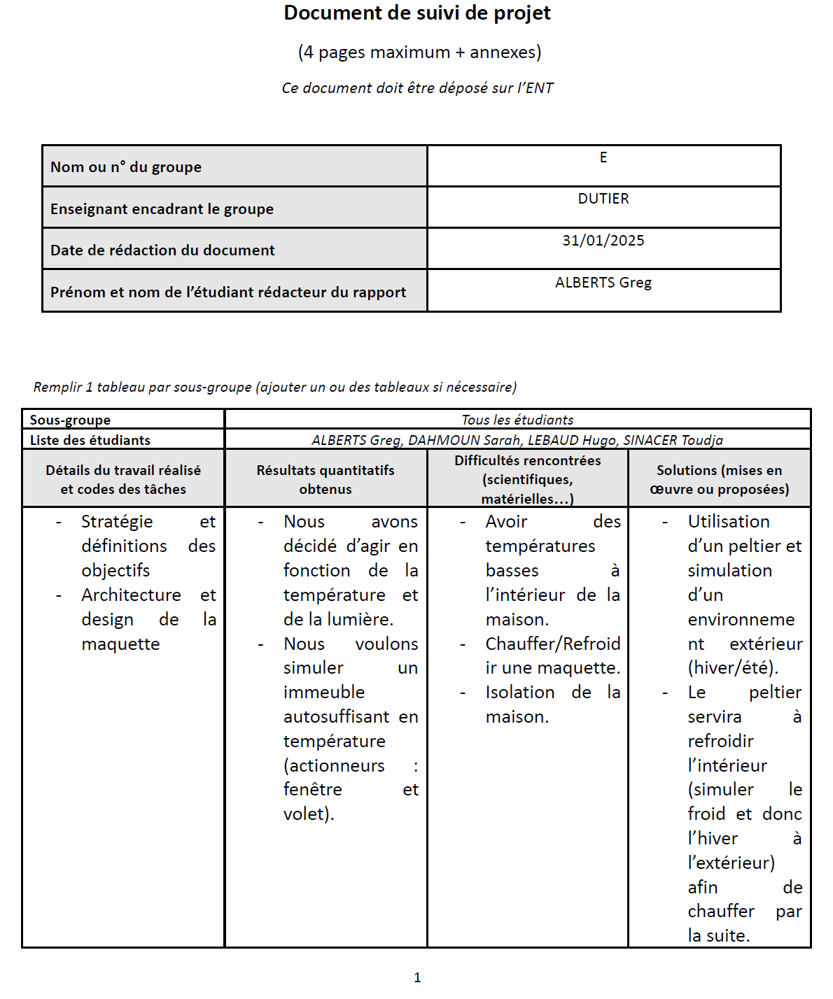 Document de suivi de projet
(4 pages maximum + annexes)
Ce document doit être déposé sur l’ENT
Nom ou n° du groupe
E
Enseignant encadrant le groupe
DUTIER
Date de rédaction du document
31/01/2025
Prénom et nom de l’étudiant rédacteur du rapport
ALBERTS Greg
Remplir 1 tableau par sous-groupe (ajouter un ou des tableaux si nécessaire)
Sous-groupe
Tous les étudiants
Liste des étudiants
ALBERTS Greg, DAHMOUN Sarah, LEBAUD Hugo, SINACER Toudja
Détails du travail réalisé
et codes des tâches
Résultats quantitatifs
obtenus
Difficultés rencontrées
(scientifiques,
matérielles…)
Solutions (mises en
œuvre ou proposées)
- Stratégie et
définitions des
objectifs
- Architecture et
design de la
maquette
- Nous avons
décidé d’agir en
fonction de la
température et
de la lumière.
- Nous voulons
simuler un
immeuble
autosuffisant en
température
(actionneurs :
fenêtre et
volet).
- Avoir des
températures
basses à
l’intérieur de la
maison.
- Chauffer/Refroid
ir une maquette.
- Isolation de la
maison.
- Utilisation
d’un peltier et
simulation
d’un
environneme
nt extérieur
(hiver/été).
- Le peltier
servira à
refroidir
l’intérieur
(simuler le
froid et donc
l’hiver à
l’extérieur)
afin de
chauffer par
la suite.
1